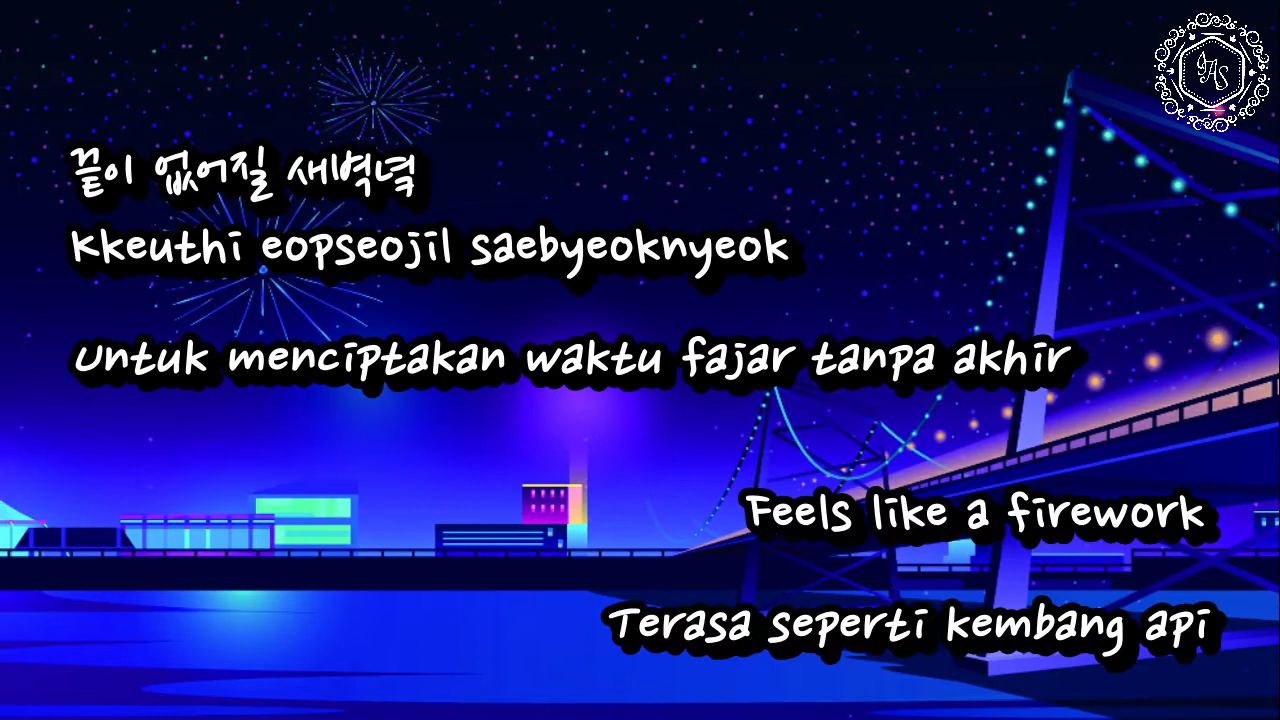 끝이 없어질 새벽녘
Kkeuthi eopseojil saebyeoknyeok
Untuk menciptakan waktu fajar tanpa akhir
Feels like a firework
Terasa seperti kembang api